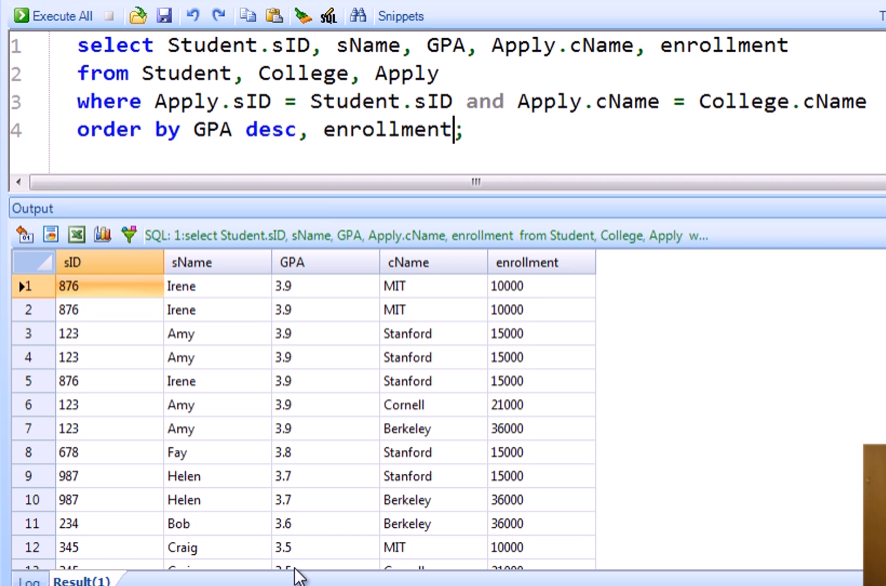 Execute All Snippets T
1 select Student.sID, sName, GPA, Apply.cName, enrollment
2 from Student, College, Apply
3 where Apply.sID = Student.sID and Apply.cName = College.cName
4 order by GPA desc, enrollment;
Output
SQL: 1:select Student.sID, sName, GPA, Apply.cName, enrollment from Student, College, Apply w...
sID sName GPA cName enrollment
1 876 Irene 3.9 MIT 10000
2 876 Irene 3.9 MIT 10000
3 123 Amy 3.9 Stanford 15000
4 123 Amy 3.9 Stanford 15000
5 876 Irene 3.9 Stanford 15000
6 123 Amy 3.9 Cornell 21000
7 123 Amy 3.9 Berkeley 36000
8 678 Fay 3.8 Stanford 15000
9 987 Helen 3.7 Stanford 15000
10 987 Helen 3.7 Berkeley 36000
11 234 Bob 3.6 Berkeley 36000
12 345 Craig 3.5 MIT 10000
Log Result(1)